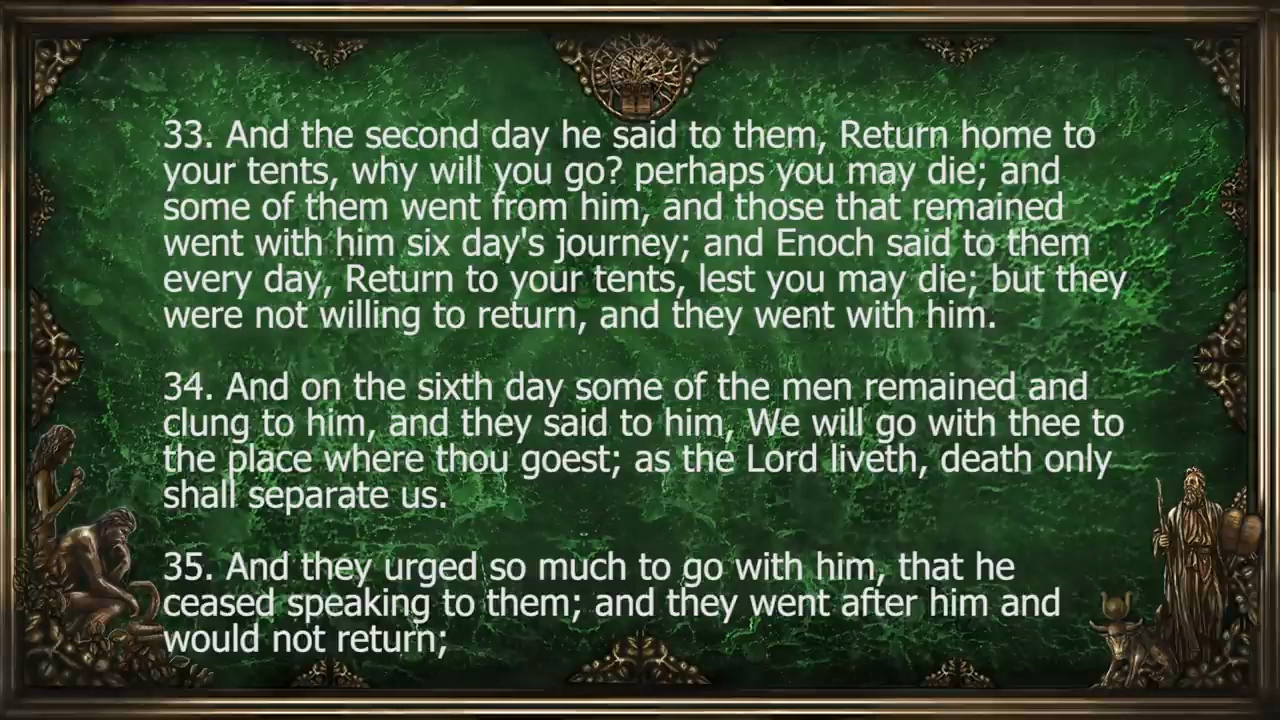 33. And the second day he said to them, Return home to
your tents, why will you go? perhaps you may die; and
some of them went from him, and those that remained
went with him six day's journey; and Enoch said to them
every day, Return to your tents, lest you may die; but they
were not willing to return, and they went with him.
34. And on the sixth day some of the men remained and
clung to him, and they said to him, We will go with thee to
the place where thou goest; as the Lord liveth, death only
shall separate us.
35. And they urged so much to go with him, that he
ceased speaking to them; and they went after him and
would not return;